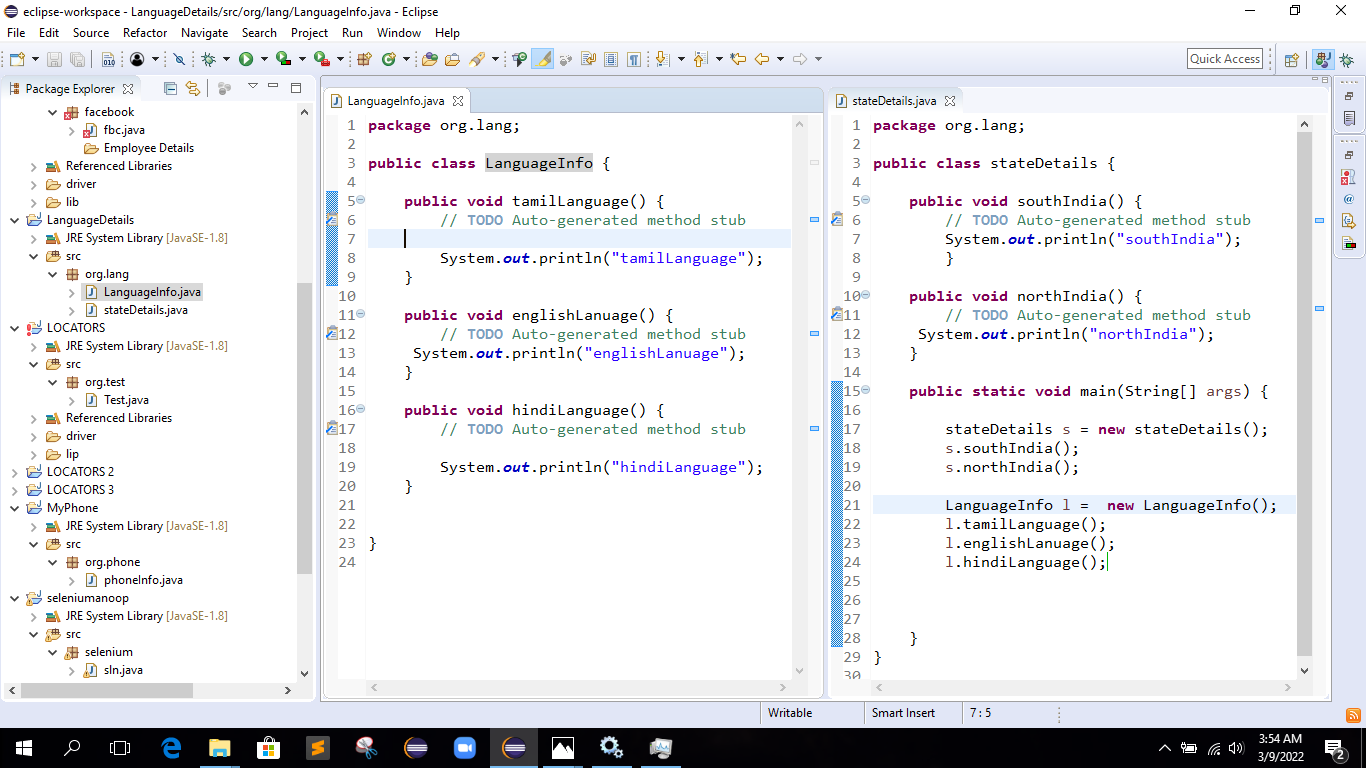 eclipse-workspace - LanguageDetails/src/org/lang/LanguageInfo.java - Eclipse
File Edit Source Refactor Navigate Search Project Run Window Help
Quick Access
Package Explorer
facebook
fbc.java
Employee Details
Referenced Libraries
driver
lib
LanguageDetails
JRE System Library [JavaSE-1.8]
src
org.lang
LanguageInfo.java
stateDetails.java
LOCATORS
JRE System Library [JavaSE-1.8]
src
org.test
Test.java
Referenced Libraries
driver
lip
LOCATORS 2
LOCATORS 3
MyPhone
JRE System Library [JavaSE-1.8]
src
org.phone
phoneInfo.java
seleniumanoop
JRE System Library [JavaSE-1.8]
src
selenium
sln.java
LanguageInfo.java
1 package org.lang;
2
3 public class LanguageInfo {
4
5 public void tamilLanguage() {
6 // TODO Auto-generated method stub
7
8 System.out.println("tamilLanguage");
9 }
10
11 public void englishLanuage() {
12 // TODO Auto-generated method stub
13 System.out.println("englishLanuage");
14 }
15
16 public void hindiLanguage() {
17 // TODO Auto-generated method stub
18
19 System.out.println("hindiLanguage");
20 }
21
22
23 }
24
stateDetails.java
1 package org.lang;
2
3 public class stateDetails {
4
5 public void southIndia() {
6 // TODO Auto-generated method stub
7 System.out.println("southIndia");
8 }
9
10 public void northIndia() {
11 // TODO Auto-generated method stub
12 System.out.println("northIndia");
13 }
14
15 public static void main(String[] args) {
16
17 stateDetails s = new stateDetails();
18 s.southIndia();
19 s.northIndia();
20
21 LanguageInfo l =  new LanguageInfo();
22 l.tamilLanguage();
23 l.englishLanuage();
24 l.hindiLanguage();
25
26
27
28 }
29 }
30
Writable Smart Insert 7 : 5
3:54 AM
3/9/2022
2